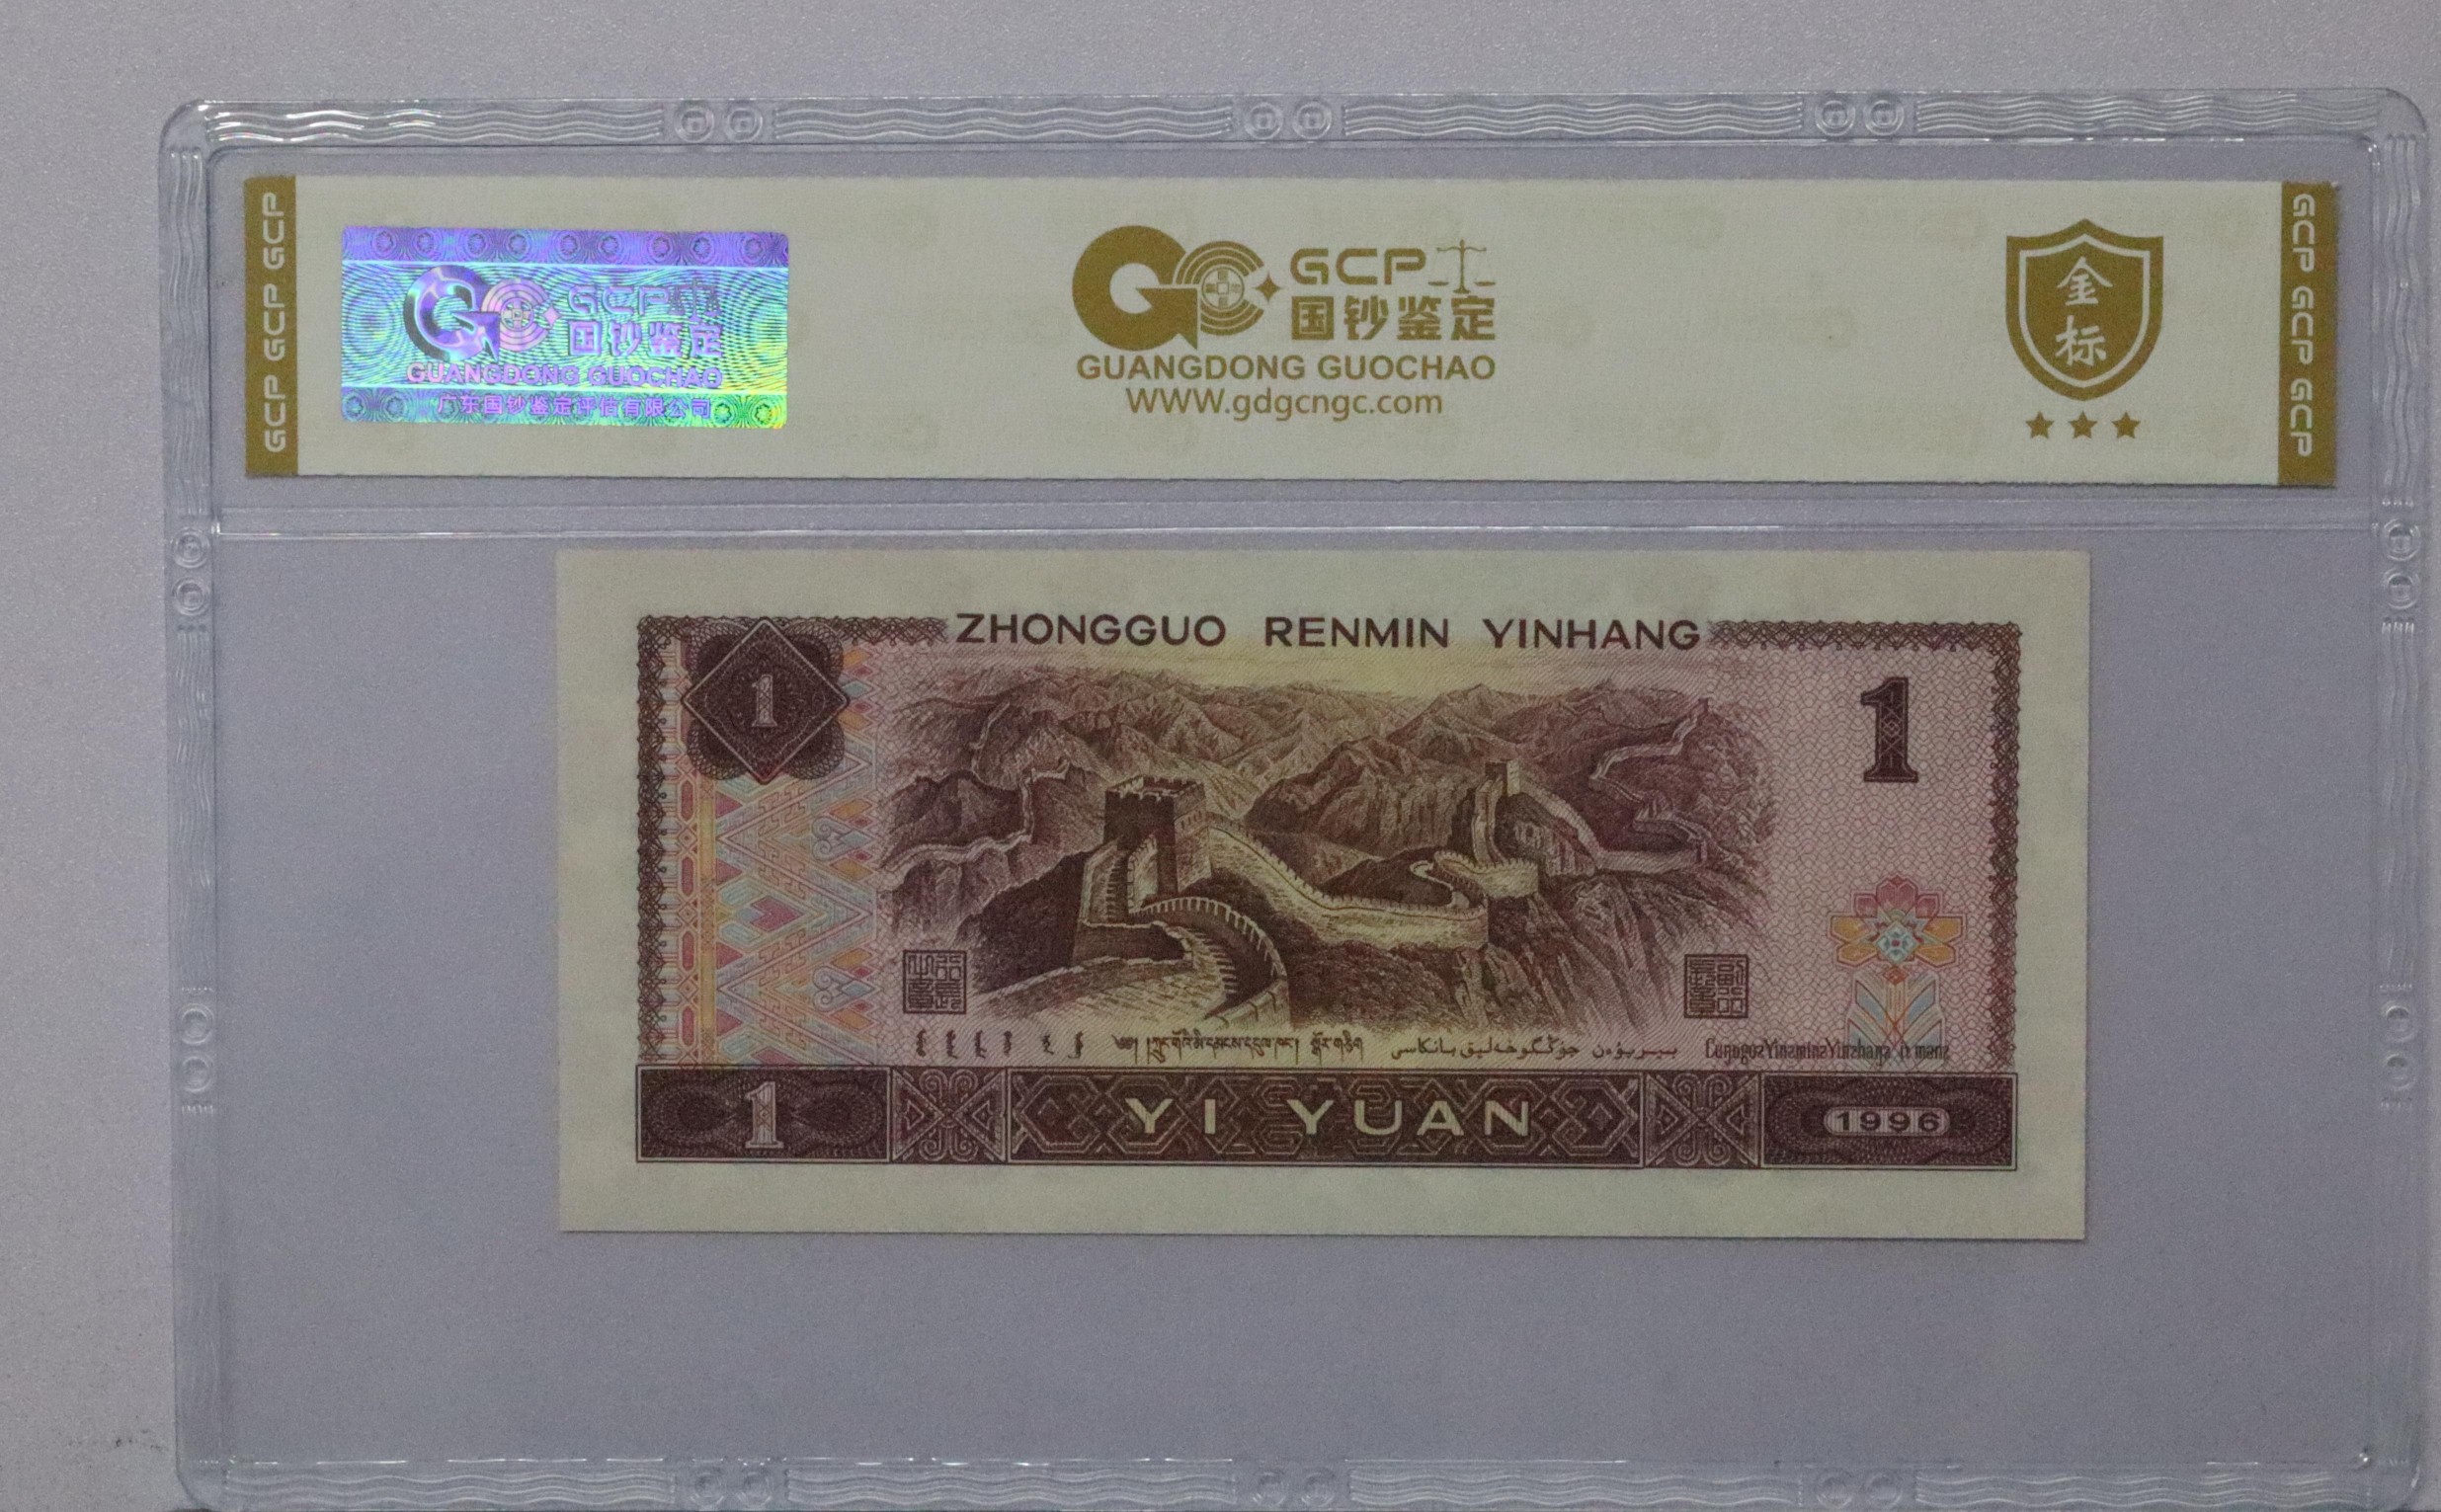 GCP GCP GCP
GCP
国钞鉴定
GUANGDONG GUOCHAO
广东国钞鉴定评估有限公司
GCP
国钞鉴定
GUANGDONG GUOCHAO
WWW.gdgcngc.com
金
标
GCP GCP GCP
ZHONGGUO RENMIN YINHANG
1
1
YI YUAN
1
1996